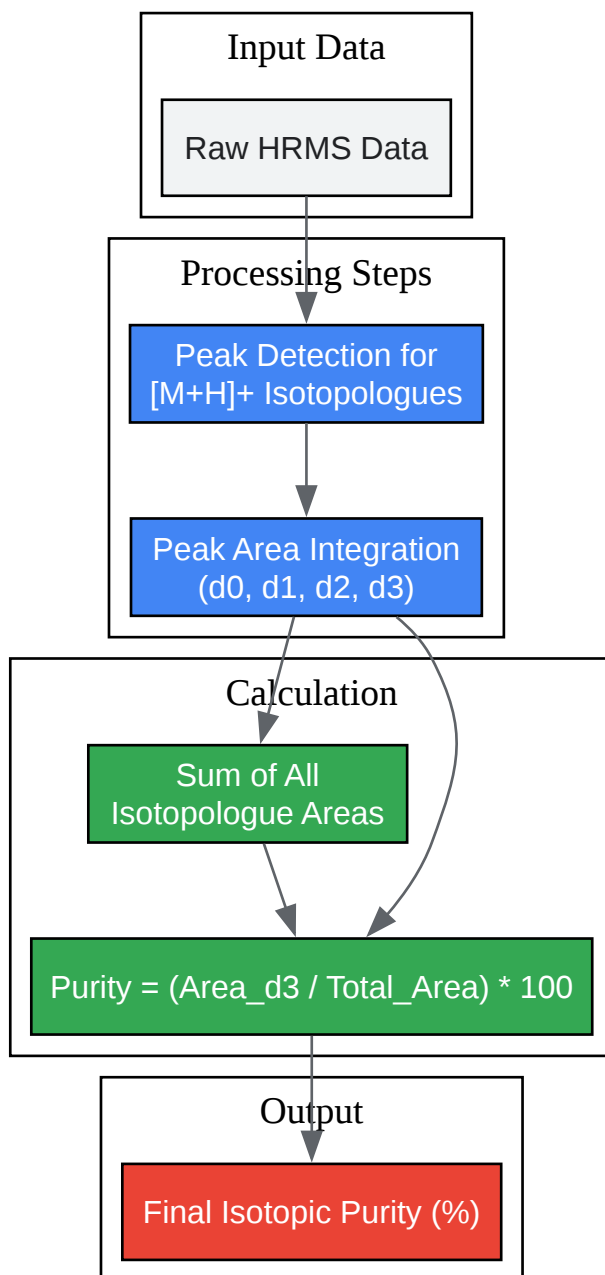 Input Data
Raw HRMS Data
Processing Steps
Peak Detection for
[M+H]+ Isotopologues
Peak Area Integration
(d0, d1, d2, d3)
Calculation
Sum of All
Isotopologue Areas
Purity = (Area_d3 / Total_Area) * 100
Output
Final Isotopic Purity (%)